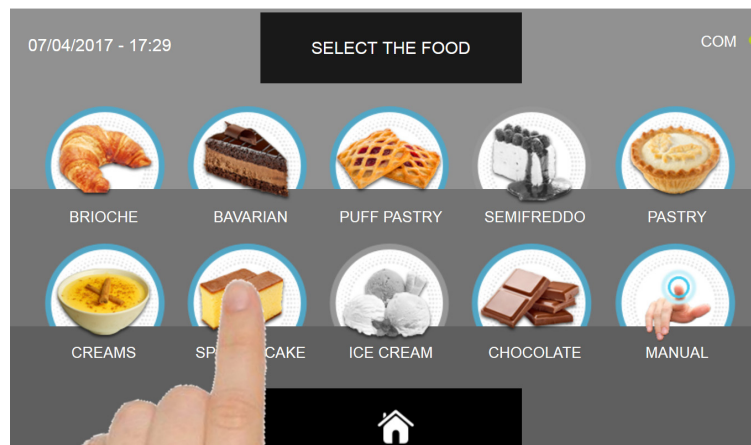 07/04/2017 - 17:29
SELECT THE FOOD
COM
BRIOCHE
BAVARIAN
PUFF PASTRY
SEMIFREDDO
PASTRY
CREAMS
SP CAKE
ICE CREAM
CHOCOLATE
MANUAL